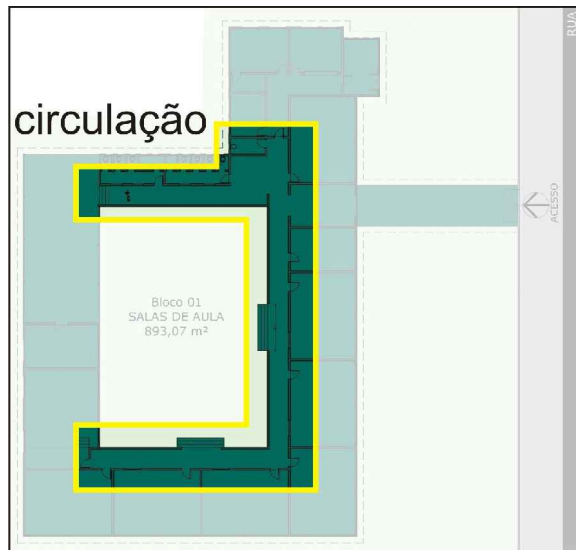 RUA
circulação
ACESSO
Bloco 01
SALAS DE AULA
893,07 m²